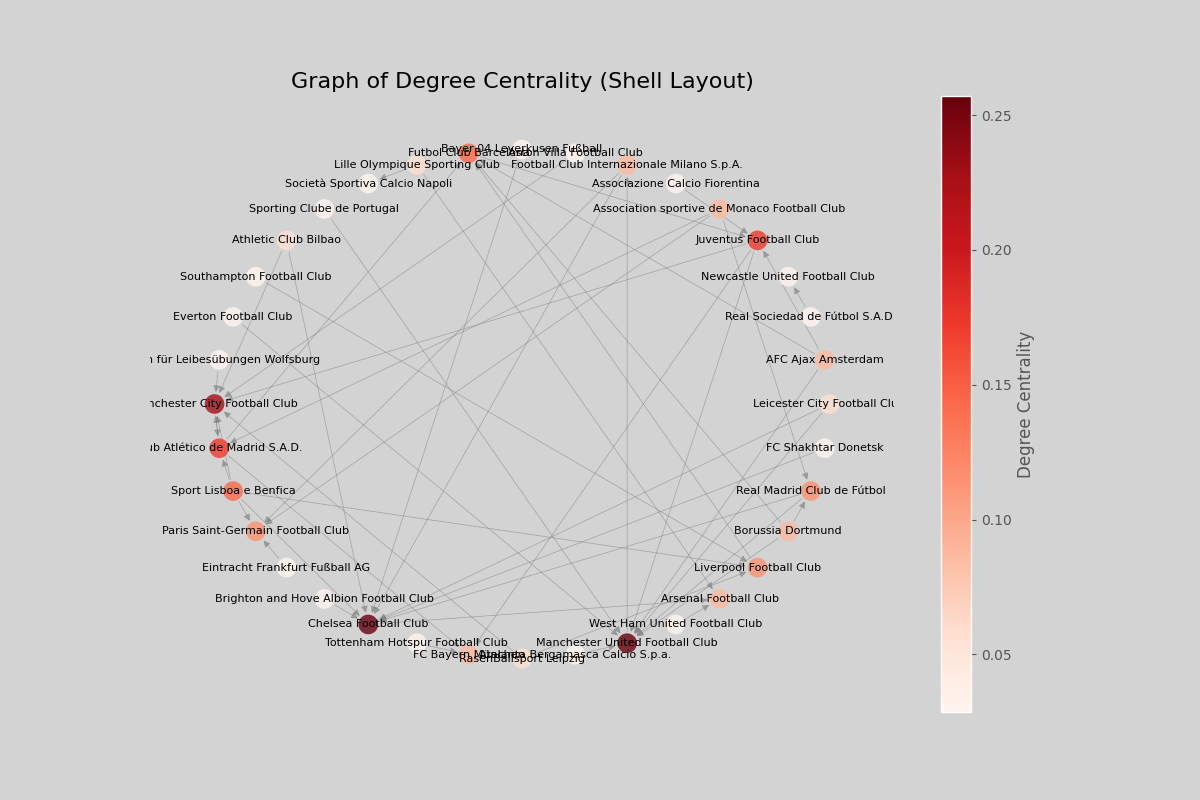 Graph of Degree Centrality (Shell Layout)
Bayer 04 Leverkusen Fußball
Futbol Club Barcelona
Aston Villa Football Club
Lille Olympique Sporting Club
Football Club Internazionale Milano S.p.A.
Società Sportiva Calcio Napoli
Associazione Calcio Fiorentina
Sporting Clube de Portugal
Association sportive de Monaco Football Club
Athletic Club Bilbao
Juventus Football Club
Southampton Football Club
Newcastle United Football Club
Everton Football Club
Real Sociedad de Fútbol S.A.D
für Leibesübungen Wolfsburg
AFC Ajax Amsterdam
nchester City Football Club
Leicester City Football Clu
ub Atlético de Madrid S.A.D.
FC Shakhtar Donetsk
Sport Lisboa e Benfica
Real Madrid Club de Fútbol
Paris Saint-Germain Football Club
Borussia Dortmund
Eintracht Frankfurt Fußball AG
Liverpool Football Club
Brighton and Hove Albion Football Club
Arsenal Football Club
Chelsea Football Club
West Ham United Football Club
Tottenham Hotspur Football Club
Manchester United Football Club
FC Bayern München
Atalanta Bergamasca Calcio S.p.a.
Rasenballsport Leipzig
0.25
0.20
0.15
0.10
0.05
Degree Centrality